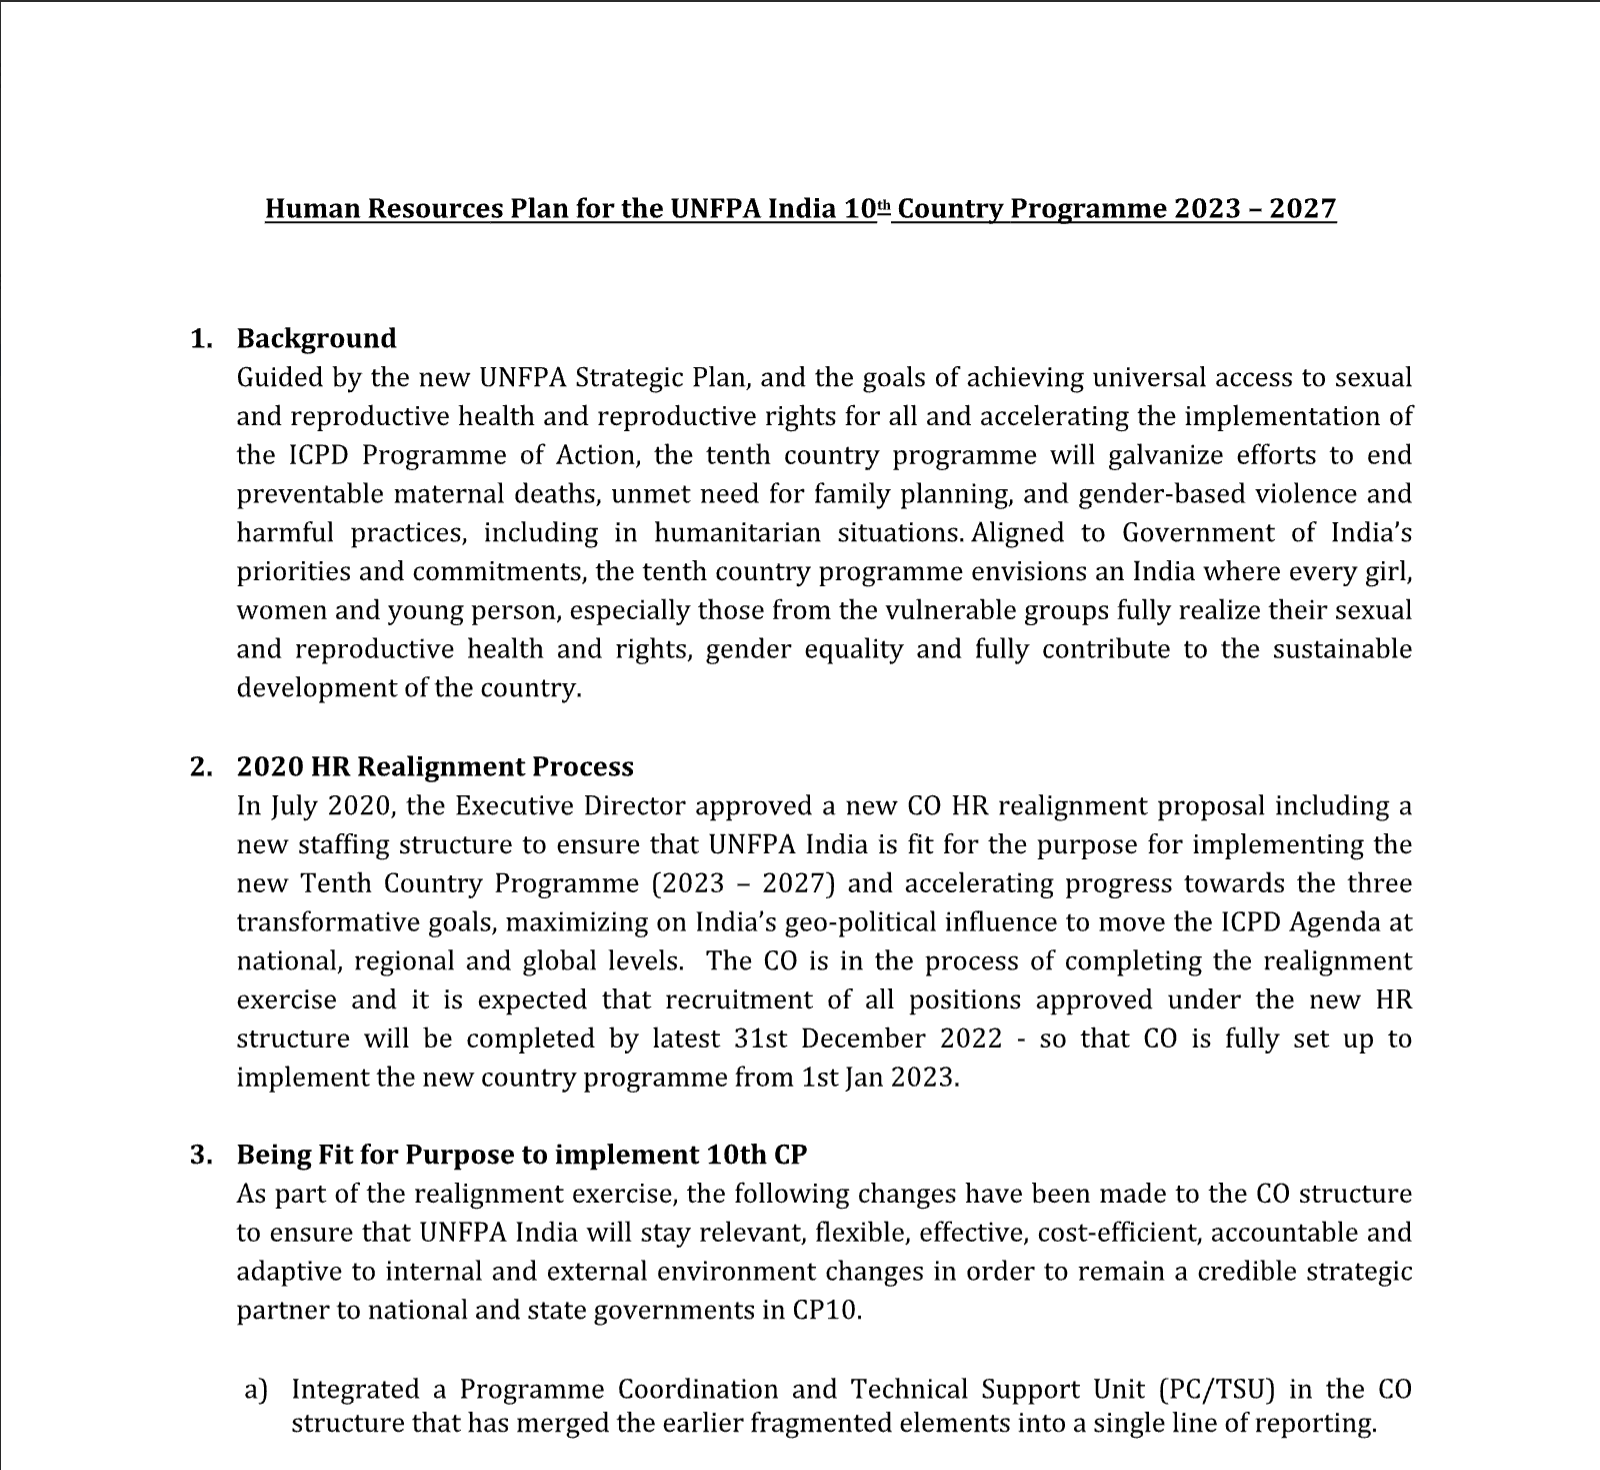 Human Resources Plan for the UNFPA India 10th Country Programme 2023 – 2027
1. Background
Guided by the new UNFPA Strategic Plan, and the goals of achieving universal access to sexual
and reproductive health and reproductive rights for all and accelerating the implementation of
the ICPD Programme of Action, the tenth country programme will galvanize efforts to end
preventable maternal deaths, unmet need for family planning, and gender-based violence and
harmful practices, including in humanitarian situations. Aligned to Government of India’s
priorities and commitments, the tenth country programme envisions an India where every girl,
women and young person, especially those from the vulnerable groups fully realize their sexual
and reproductive health and rights, gender equality and fully contribute to the sustainable
development of the country.
2. 2020 HR Realignment Process
In July 2020, the Executive Director approved a new CO HR realignment proposal including a
new staffing structure to ensure that UNFPA India is fit for the purpose for implementing the
new Tenth Country Programme (2023 – 2027) and accelerating progress towards the three
transformative goals, maximizing on India’s geo-political influence to move the ICPD Agenda at
national, regional and global levels.  The CO is in the process of completing the realignment
exercise and it is expected that recruitment of all positions approved under the new HR
structure will be completed by latest 31st December 2022 - so that CO is fully set up to
implement the new country programme from 1st Jan 2023.
3. Being Fit for Purpose to implement 10th CP
As part of the realignment exercise, the following changes have been made to the CO structure
to ensure that UNFPA India will stay relevant, flexible, effective, cost-efficient, accountable and
adaptive to internal and external environment changes in order to remain a credible strategic
partner to national and state governments in CP10.
a) Integrated a Programme Coordination and Technical Support Unit (PC/TSU) in the CO
structure that has merged the earlier fragmented elements into a single line of reporting.